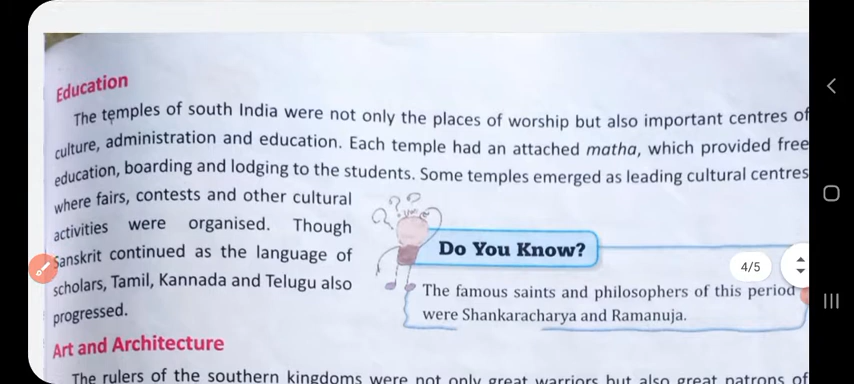 Education
The temples of south India were not only the places of worship but also important centres of
culture, administration and education. Each temple had an attached matha, which provided free
education, boarding and lodging to the students. Some temples emerged as leading cultural centres
where fairs, contests and other cultural
activities were organised. Though
Sanskrit continued as the language of
scholars, Tamil, Kannada and Telugu also
progressed.
Do You Know?
The famous saints and philosophers of this period
were Shankaracharya and Ramanuja.
4/5
Art and Architecture
The rulers of the southern kingdoms were not only great warriors but also great patrons of